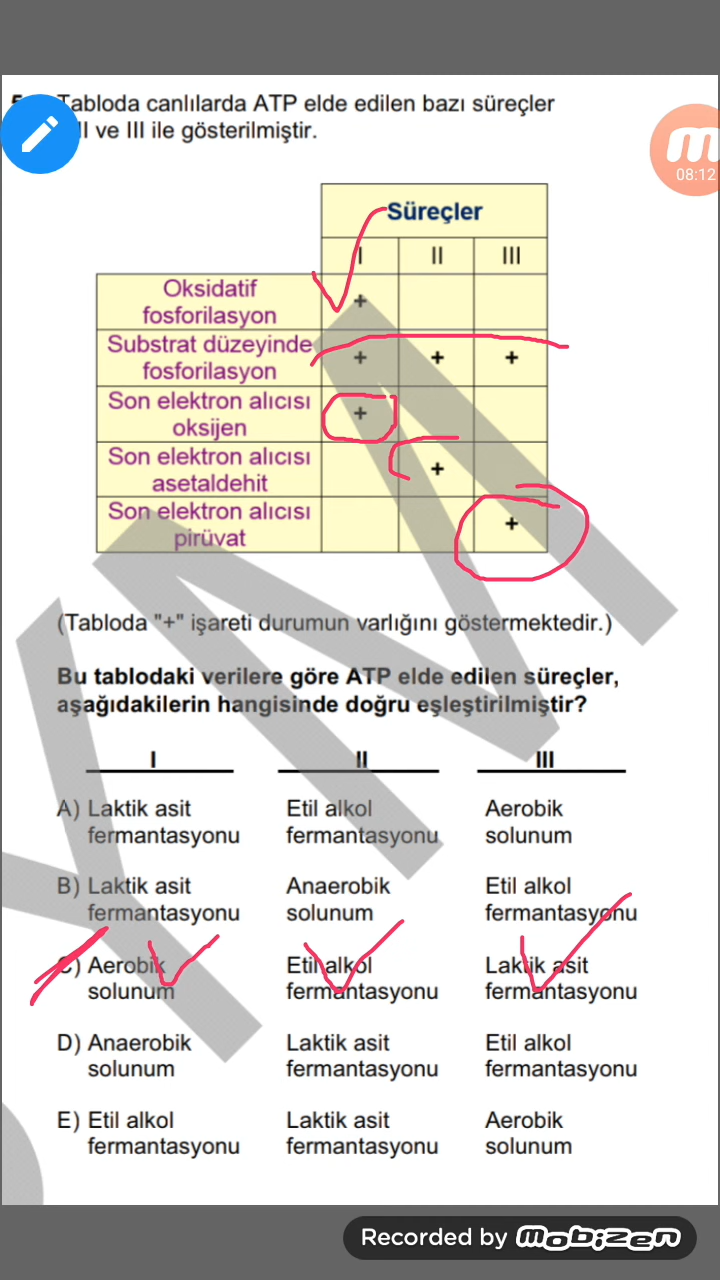 Tabloda canlılarda ATP elde edilen bazı süreçler
II ve III ile gösterilmiştir.
08:12
Süreçler
I II III
Oksidatif
fosforilasyon +
Substrat düzeyinde
fosforilasyon + + +
Son elektron alıcısı
oksijen +
Son elektron alıcısı
asetaldehit +
Son elektron alıcısı
pirüvat +
(Tabloda "+" işareti durumun varlığını göstermektedir.)
Bu tablodaki verilere göre ATP elde edilen süreçler,
aşağıdakilerin hangisinde doğru eşleştirilmiştir?
I II III
A) Laktik asit Etil alkol Aerobik
fermantasyonu fermantasyonu solunum
B) Laktik asit Anaerobik Etil alkol
fermantasyonu solunum fermantasyonu
C) Aerobik Etil alkol Laktik asit
solunum fermantasyonu fermantasyonu
D) Anaerobik Laktik asit Etil alkol
solunum fermantasyonu fermantasyonu
E) Etil alkol Laktik asit Aerobik
fermantasyonu fermantasyonu solunum
Recorded by mobizen